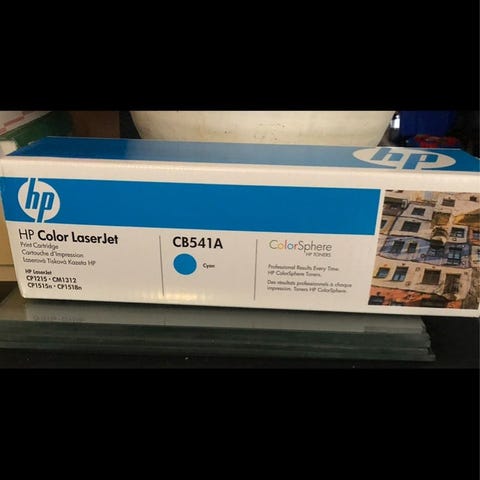 hp
hp
HP Color LaserJet
Print Cartridge
Cartouche d'Impression
Laserová Tisková Kazeta HP
HP LaserJet
CP1215 • CM1312
CP1515n • CP1518n
CB541A
Cyan
ColorSphere
HP TONERS
Professional Results Every Time.
HP ColorSphere Toners.
Des résultats professionnels à chaque
impression. Toners HP ColorSphere.